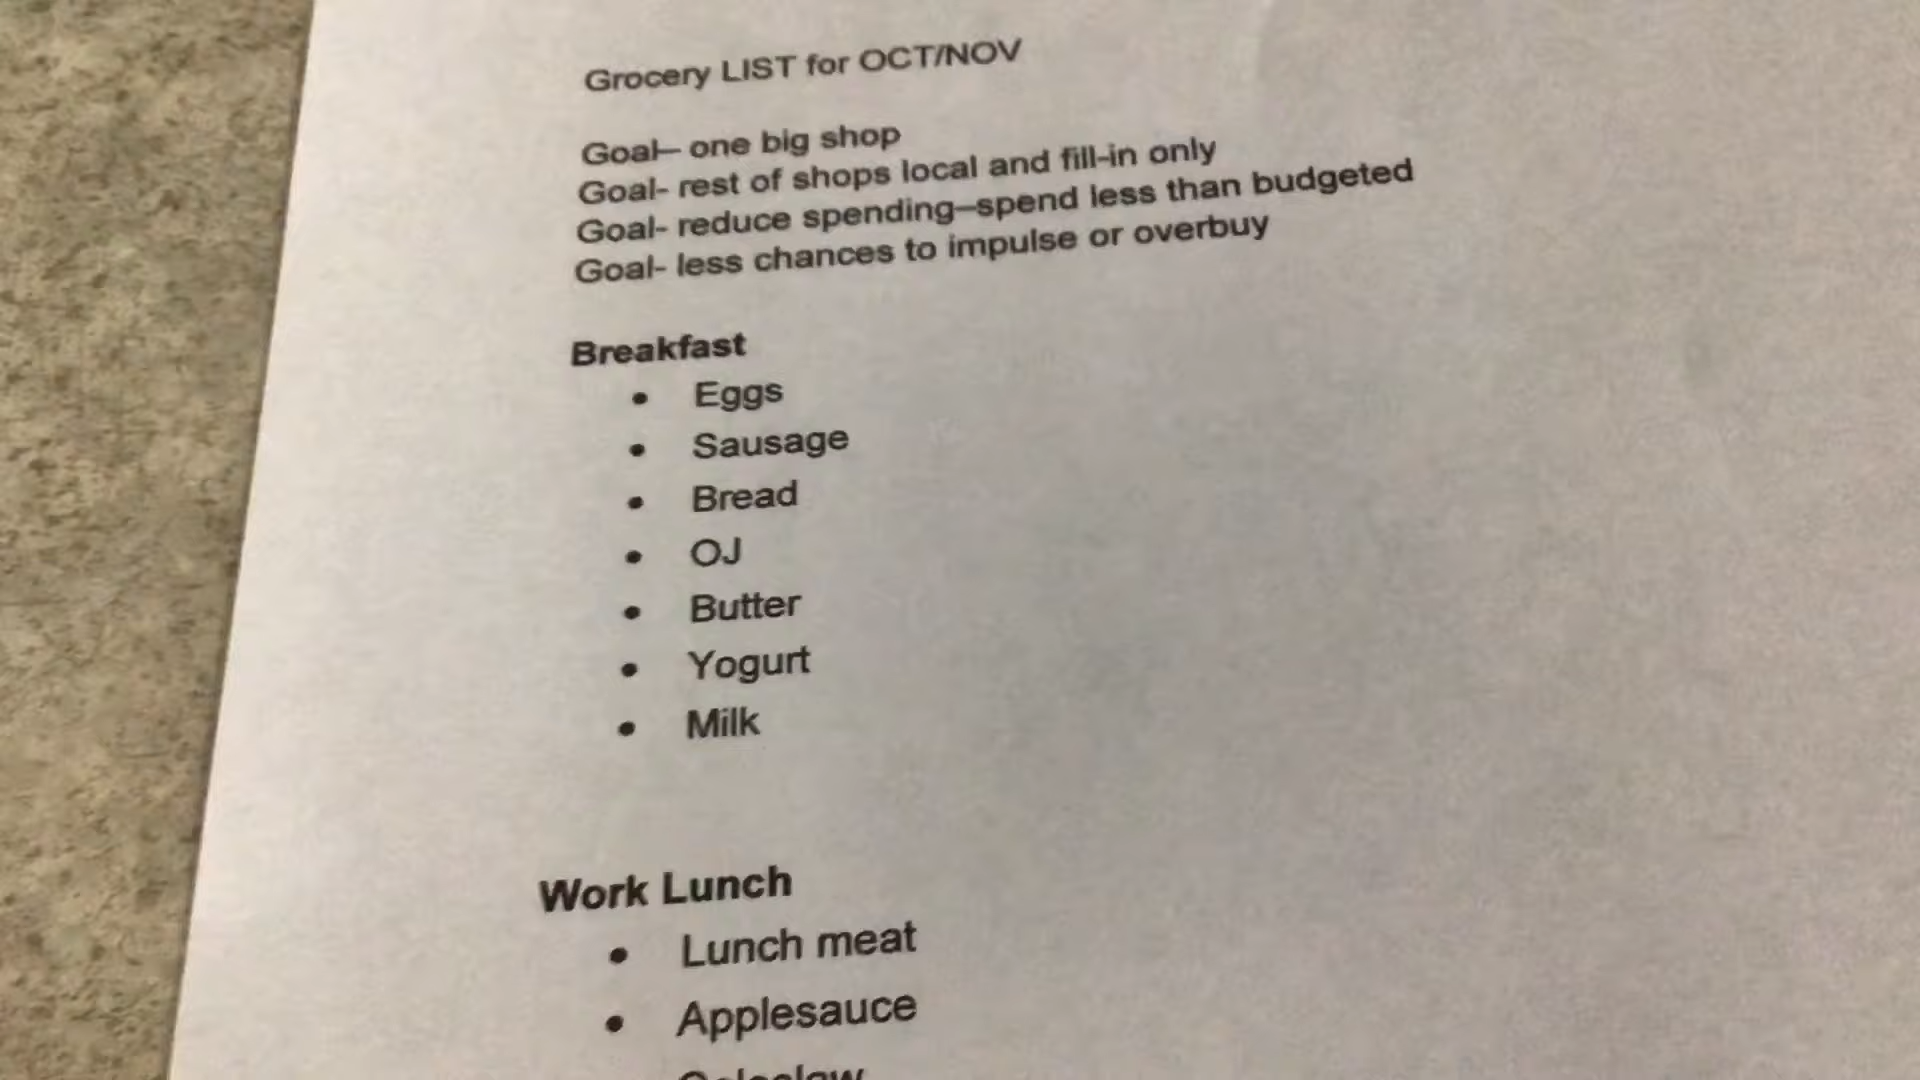 Grocery LIST for OCT/NOV
Goal– one big shop
Goal- rest of shops local and fill-in only
Goal- reduce spending–spend less than budgeted
Goal- less chances to impulse or overbuy
Breakfast
• Eggs
• Sausage
• Bread
• OJ
• Butter
• Yogurt
• Milk
Work Lunch
• Lunch meat
• Applesauce